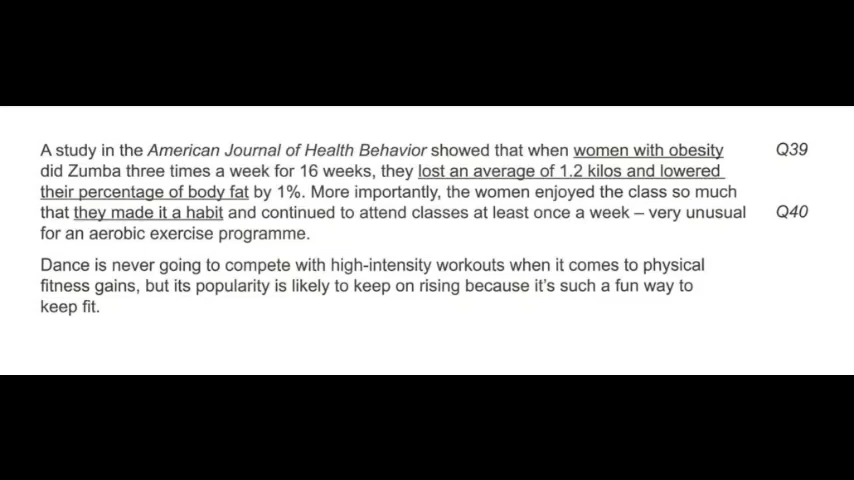 A study in the American Journal of Health Behavior showed that when women with obesity Q39
did Zumba three times a week for 16 weeks, they lost an average of 1.2 kilos and lowered
their percentage of body fat by 1%. More importantly, the women enjoyed the class so much
that they made it a habit and continued to attend classes at least once a week – very unusual Q40
for an aerobic exercise programme.
Dance is never going to compete with high-intensity workouts when it comes to physical
fitness gains, but its popularity is likely to keep on rising because it's such a fun way to
keep fit.